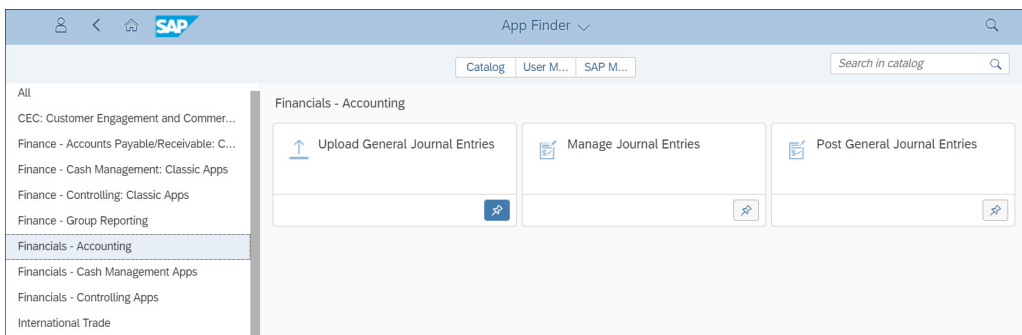 SAP
App Finder
Catalog
User M...
SAP M...
Search in catalog
All
CEC: Customer Engagement and Commer...
Finance - Accounts Payable/Receivable: C...
Finance - Cash Management: Classic Apps
Finance - Controlling: Classic Apps
Finance - Group Reporting
Financials - Accounting
Financials - Cash Management Apps
Financials - Controlling Apps
International Trade
Financials - Accounting
Upload General Journal Entries
Manage Journal Entries
Post General Journal Entries